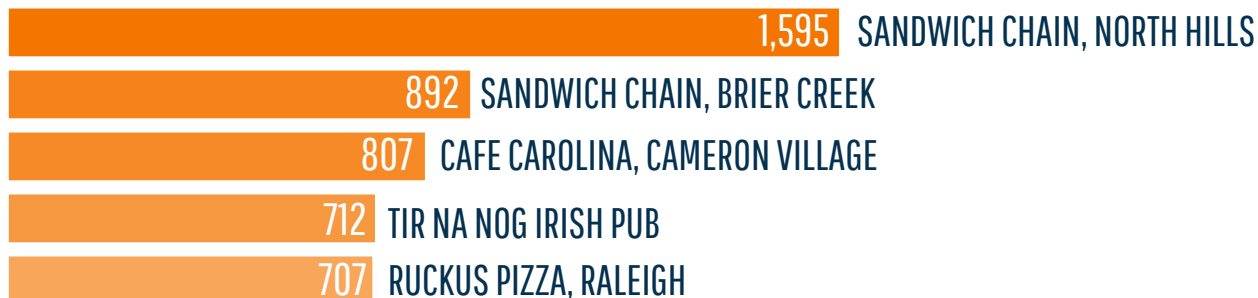 1,595 SANDWICH CHAIN, NORTH HILLS
892 SANDWICH CHAIN, BRIER CREEK
807 CAFE CAROLINA, CAMERON VILLAGE
712 TIR NA NOG IRISH PUB
707 RUCKUS PIZZA, RALEIGH